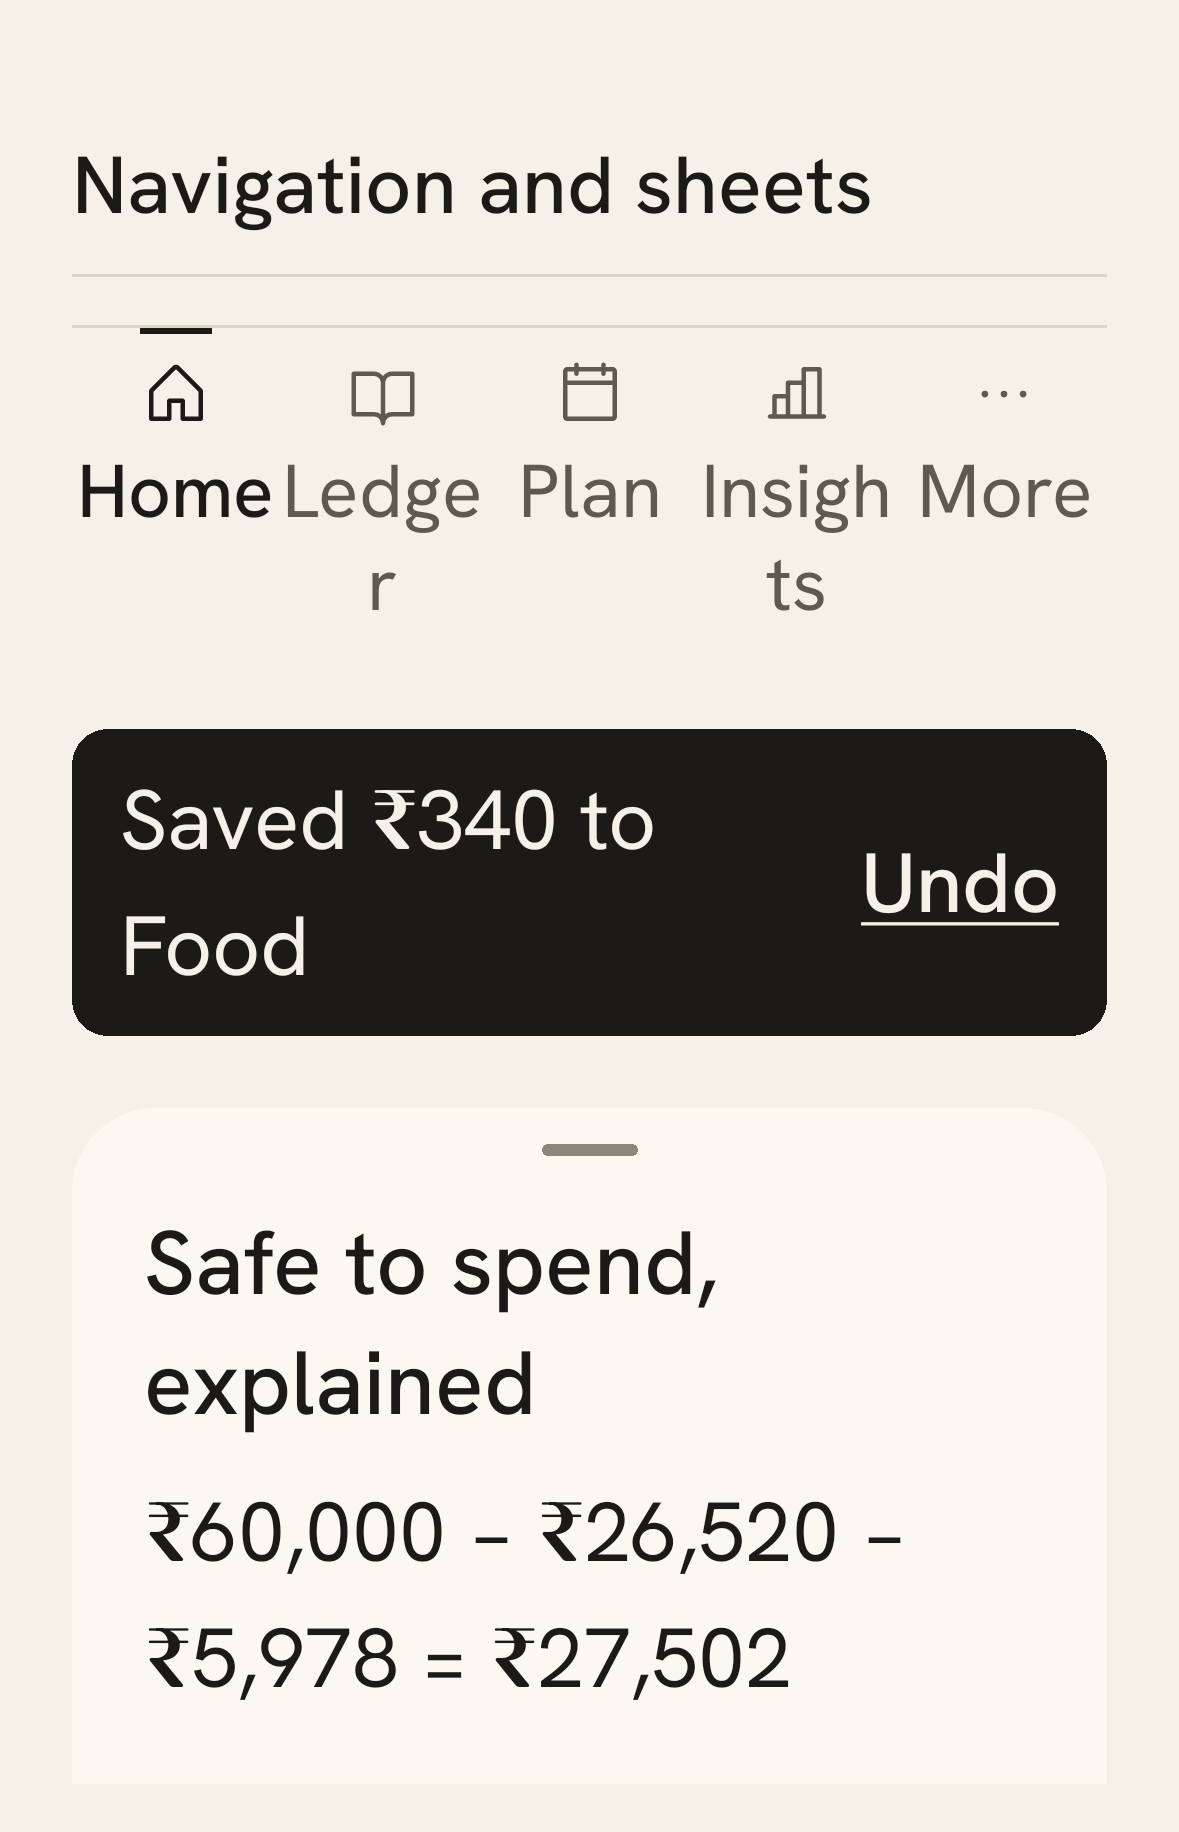 Navigation and sheets
Home Ledge Plan Insigh More
r ts
Saved ₹340 to
Food
Undo
Safe to spend,
explained
₹60,000 – ₹26,520 –
₹5,978 = ₹27,502